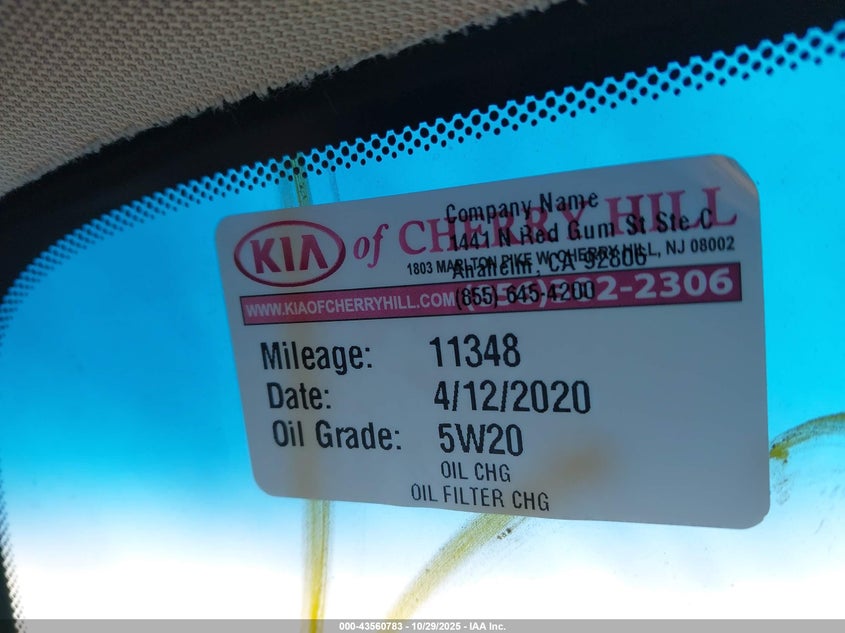 KIA of CHERRY HILL
Company Name
1441 N Red Gum St Ste C
1803 MARLTON PIKE W, CHERRY HILL, NJ 08002
Anaheim, CA 92806
WWW.KIAOFCHERRYHILL.COM
(855) 645-4200
2-2306
Mileage: 11348
Date: 4/12/2020
Oil Grade: 5W20
OIL CHG
OIL FILTER CHG
000-43560783 - 10/29/2025 - IAA Inc.